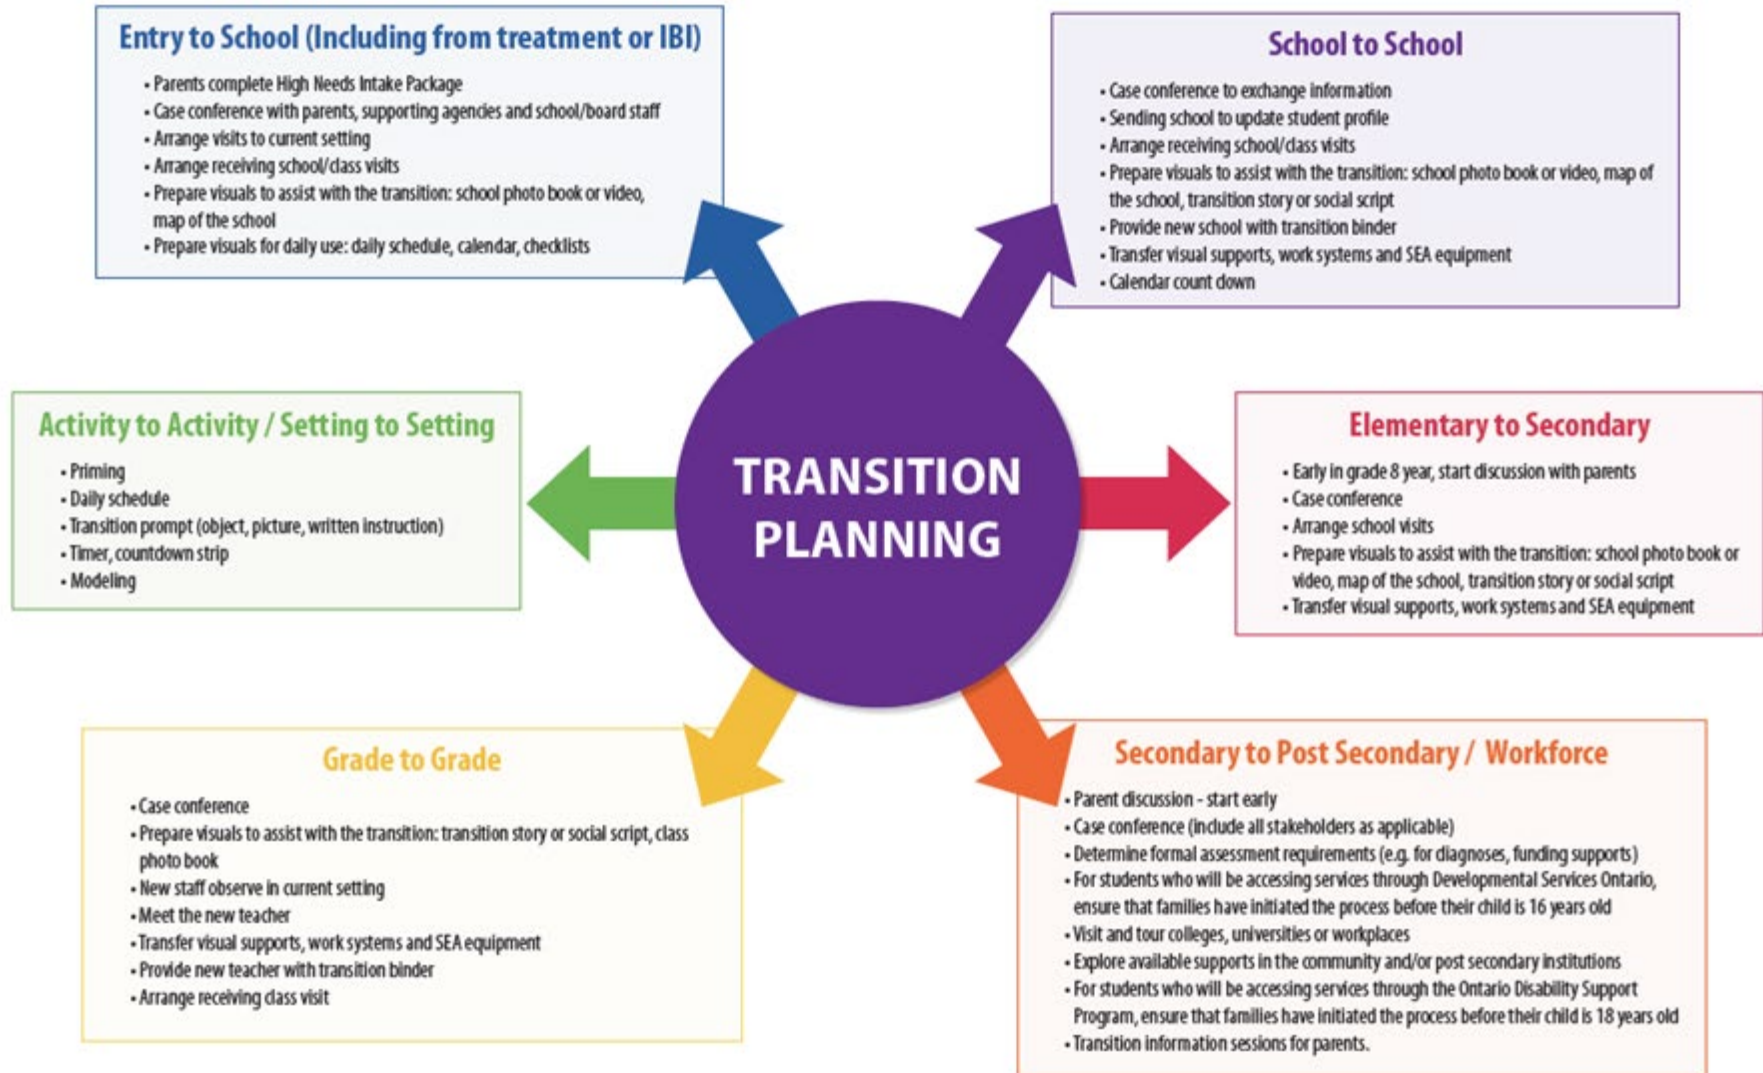 Entry to School (Including from treatment or IBI)
• Parents complete High Needs Intake Package
• Case conference with parents, supporting agencies and school/board staff
• Arrange visits to current setting
• Arrange receiving school/class visits
• Prepare visuals to assist with the transition: school photo book or video,
map of the school
• Prepare visuals for daily use: daily schedule, calendar, checklists
School to School
• Case conference to exchange information
• Sending school to update student profile
• Arrange receiving school/class visits
• Prepare visuals to assist with the transition: school photo book or video, map of
the school, transition story or social script
• Provide new school with transition binder
• Transfer visual supports, work systems and SEA equipment
• Calendar count down
Activity to Activity / Setting to Setting
• Priming
• Daily schedule
• Transition prompt (object, picture, written instruction)
• Timer, countdown strip
• Modeling
TRANSITION
PLANNING
Elementary to Secondary
• Early in grade 8 year, start discussion with parents
• Case conference
• Arrange school visits
• Prepare visuals to assist with the transition: school photo book or
video, map of the school, transition story or social script
• Transfer visual supports, work systems and SEA equipment
Grade to Grade
• Case conference
• Prepare visuals to assist with the transition: transition story or social script, class
photo book
• New staff observe in current setting
• Meet the new teacher
• Transfer visual supports, work systems and SEA equipment
• Provide new teacher with transition binder
• Arrange receiving class visit
Secondary to Post Secondary / Workforce
• Parent discussion - start early
• Case conference (include all stakeholders as applicable)
• Determine formal assessment requirements (e.g. for diagnoses, funding supports)
• For students who will be accessing services through Developmental Services Ontario,
ensure that families have initiated the process before their child is 16 years old
• Visit and tour colleges, universities or workplaces
• Explore available supports in the community and/or post secondary institutions
• For students who will be accessing services through the Ontario Disability Support
Program, ensure that families have initiated the process before their child is 18 years old
• Transition information sessions for parents.